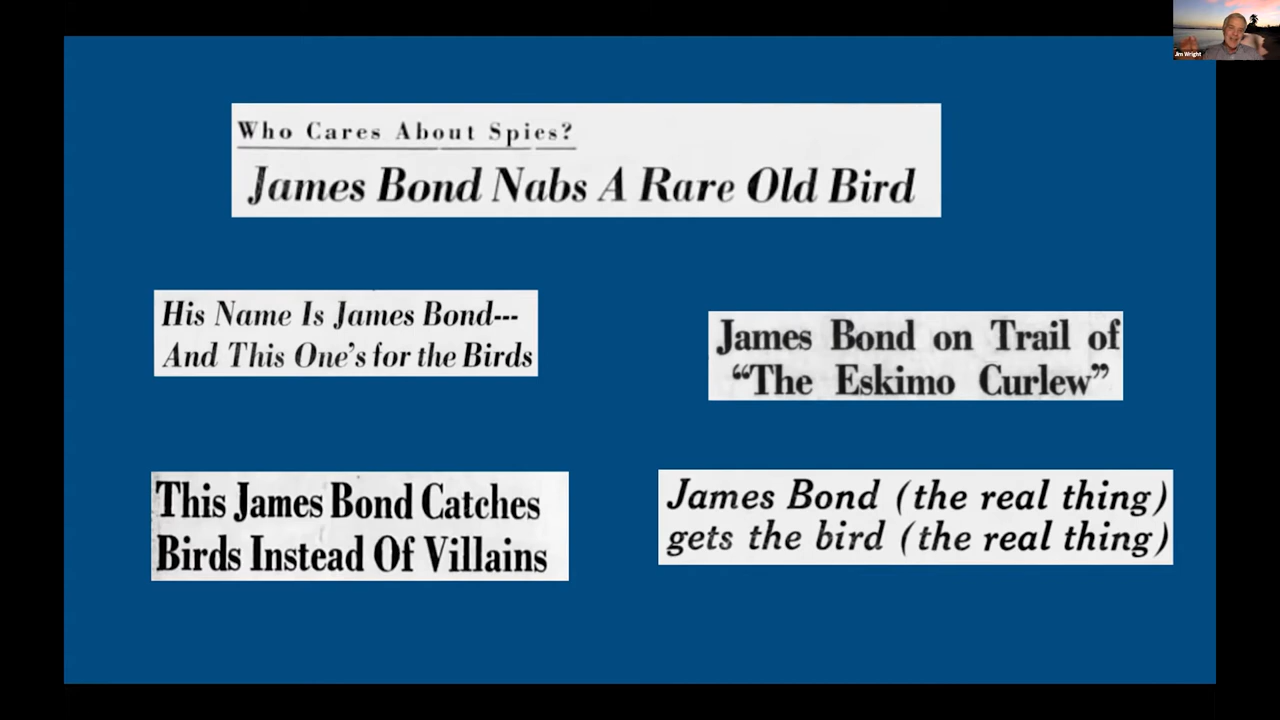 Jim Wright
Who Cares About Spies?
James Bond Nabs A Rare Old Bird
His Name Is James Bond---
And This One's for the Birds
James Bond on Trail of
“The Eskimo Curlew”
This James Bond Catches
Birds Instead Of Villains
James Bond (the real thing)
gets the bird (the real thing)